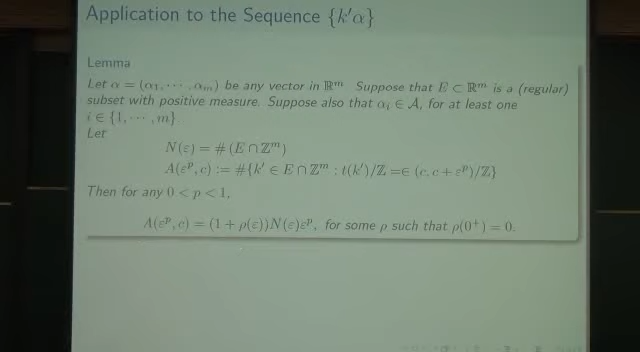 Application to the Sequence {k′α}
Lemma
Let α = (α₁, ⋯, αₘ) be any vector in ℝᵐ Suppose that E ⊂ ℝᵐ is a (regular)
subset with positive measure. Suppose also that αᵢ ∈ 𝒜, for at least one
i ∈ {1, ⋯, m}.
Let
N(ε) = # (E ∩ ℤᵐ)
A(εᵖ, c) := #{k′ ∈ E ∩ ℤᵐ : t(k′)/ℤ =∈ (c, c + εᵖ)/ℤ}
Then for any 0 < p < 1,
A(εᵖ, c) = (1 + ρ(ε))N(ε)εᵖ, for some ρ such that ρ(0⁺) = 0.